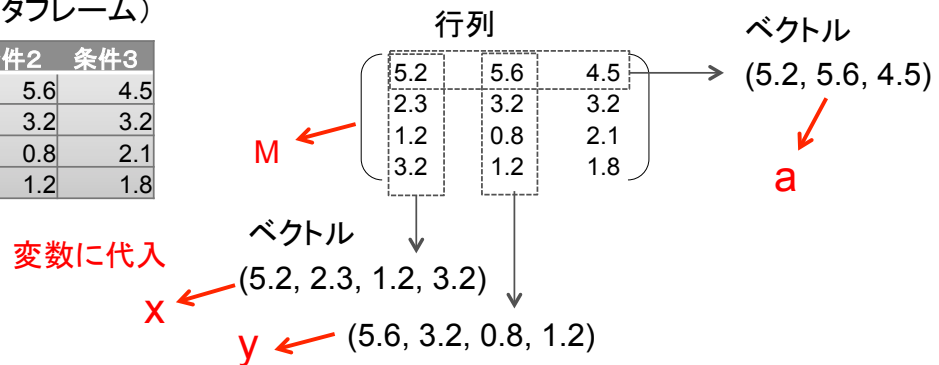 タフレーム）
件２ 条件３
5.6 4.5
3.2 3.2
0.8 2.1
1.2 1.8
行列
5.2 5.6 4.5
2.3 3.2 3.2
1.2 0.8 2.1
3.2 1.2 1.8
M
ベクトル
(5.2, 5.6, 4.5)
a
変数に代入
ベクトル
(5.2, 2.3, 1.2, 3.2)
x
(5.6, 3.2, 0.8, 1.2)
y